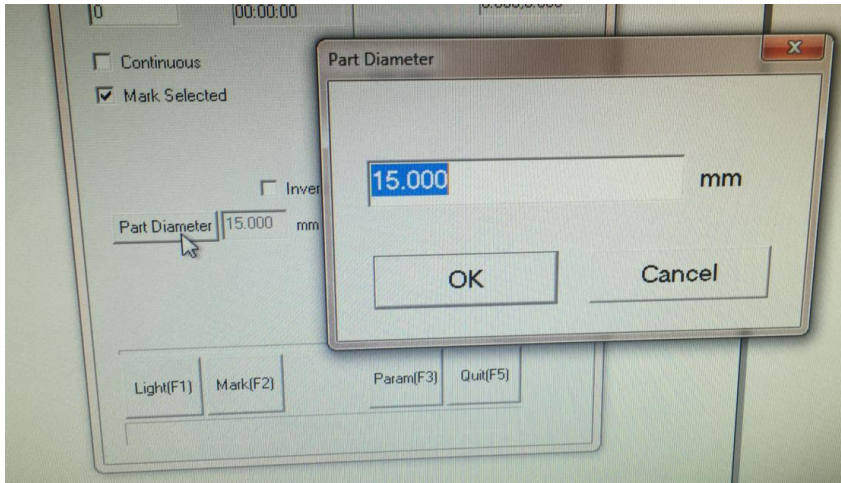 0
00:00:00
Continuous
Mark Selected
Part Diameter
15.000
mm
OK
Cancel
Part Diameter
15.000
mm
Light(F1)
Mark(F2)
Param(F3)
Quit(F5)